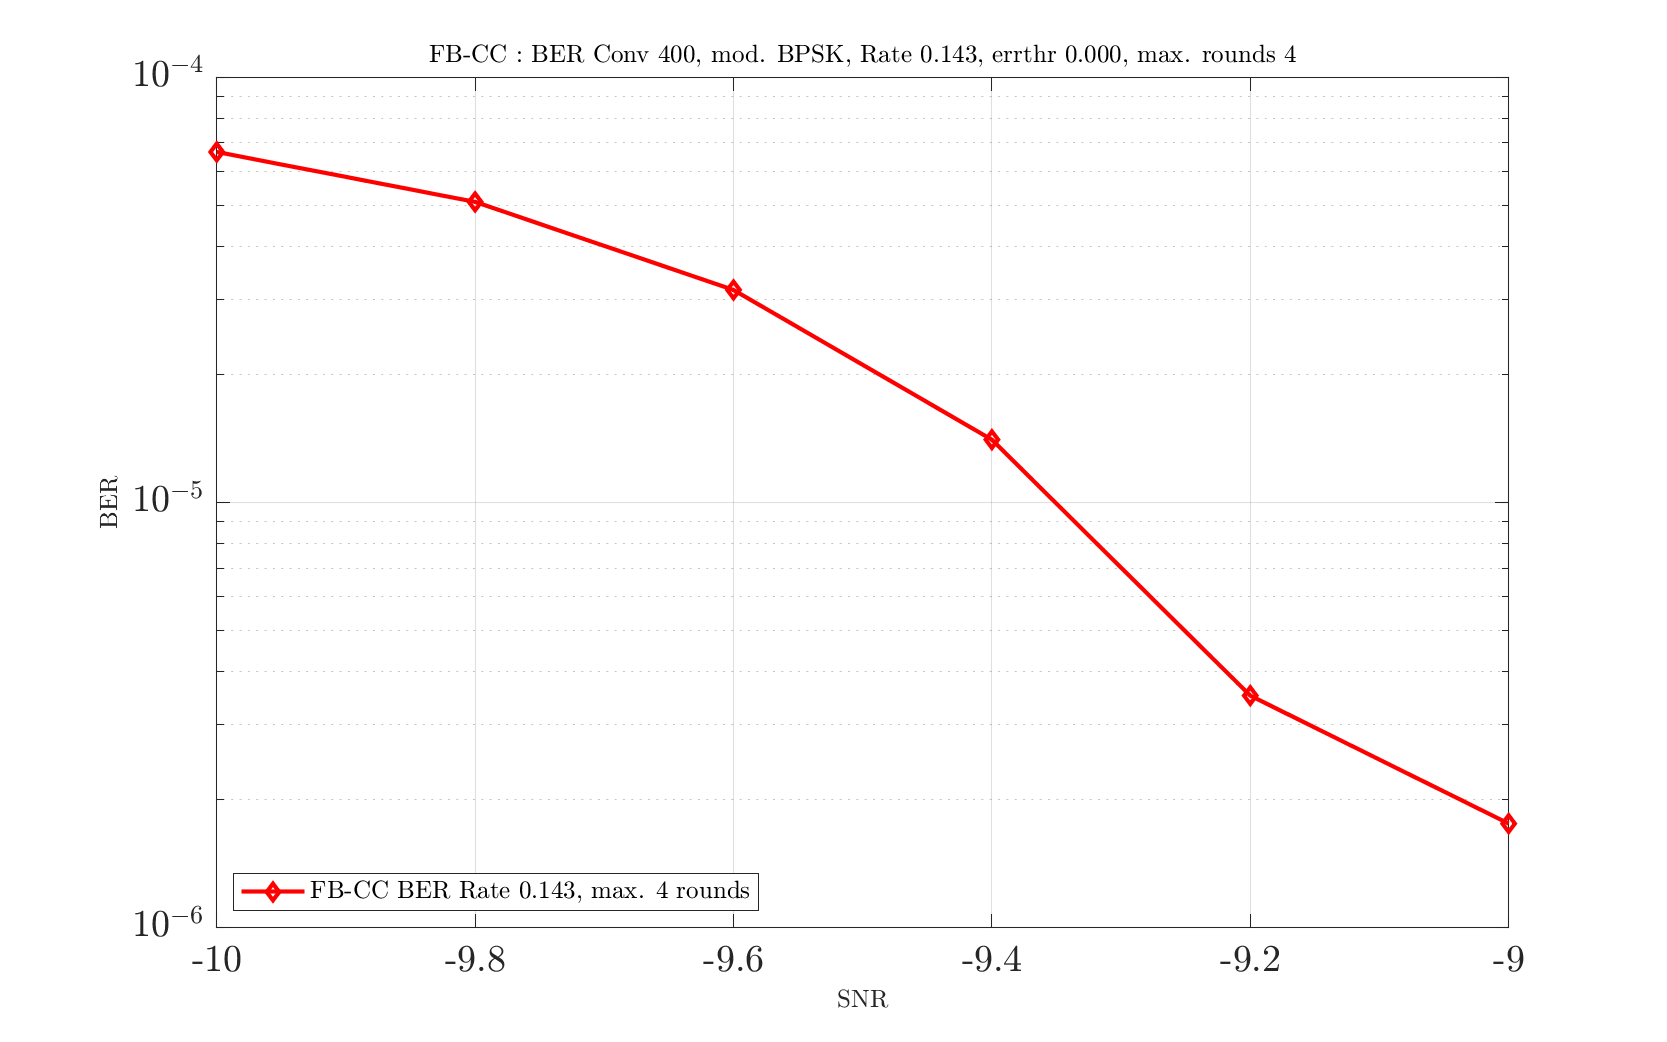 FB-CC : BER Conv 400, mod. BPSK, Rate 0.143, errthr 0.000, max. rounds 4
10^{-4}
10^{-5}
10^{-6}
BER
FB-CC BER Rate 0.143, max. 4 rounds
-10 -9.8 -9.6 -9.4 -9.2 -9
SNR